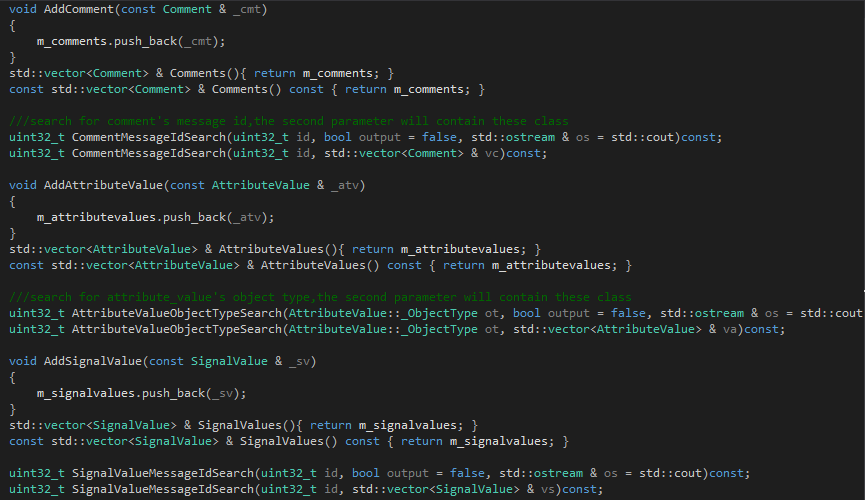 void AddComment(const Comment & _cmt)
{
    m_comments.push_back(_cmt);
}
std::vector<Comment> & Comments(){ return m_comments; }
const std::vector<Comment> & Comments() const { return m_comments; }

///search for comment's message id,the second parameter will contain these class
uint32_t CommentMessageIdSearch(uint32_t id, bool output = false, std::ostream & os = std::cout)const;
uint32_t CommentMessageIdSearch(uint32_t id, std::vector<Comment> & vc)const;

void AddAttributeValue(const AttributeValue & _atv)
{
    m_attributevalues.push_back(_atv);
}
std::vector<AttributeValue> & AttributeValues(){ return m_attributevalues; }
const std::vector<AttributeValue> & AttributeValues() const { return m_attributevalues; }

///search for attribute_value's object type,the second parameter will contain these class
uint32_t AttributeValueObjectTypeSearch(AttributeValue::_ObjectType ot, bool output = false, std::ostream & os = std::cout
uint32_t AttributeValueObjectTypeSearch(AttributeValue::_ObjectType ot, std::vector<AttributeValue> & va)const;

void AddSignalValue(const SignalValue & _sv)
{
    m_signalvalues.push_back(_sv);
}
std::vector<SignalValue> & SignalValues(){ return m_signalvalues; }
const std::vector<SignalValue> & SignalValues() const { return m_signalvalues; }

uint32_t SignalValueMessageIdSearch(uint32_t id, bool output = false, std::ostream & os = std::cout)const;
uint32_t SignalValueMessageIdSearch(uint32_t id, std::vector<SignalValue> & vs)const;